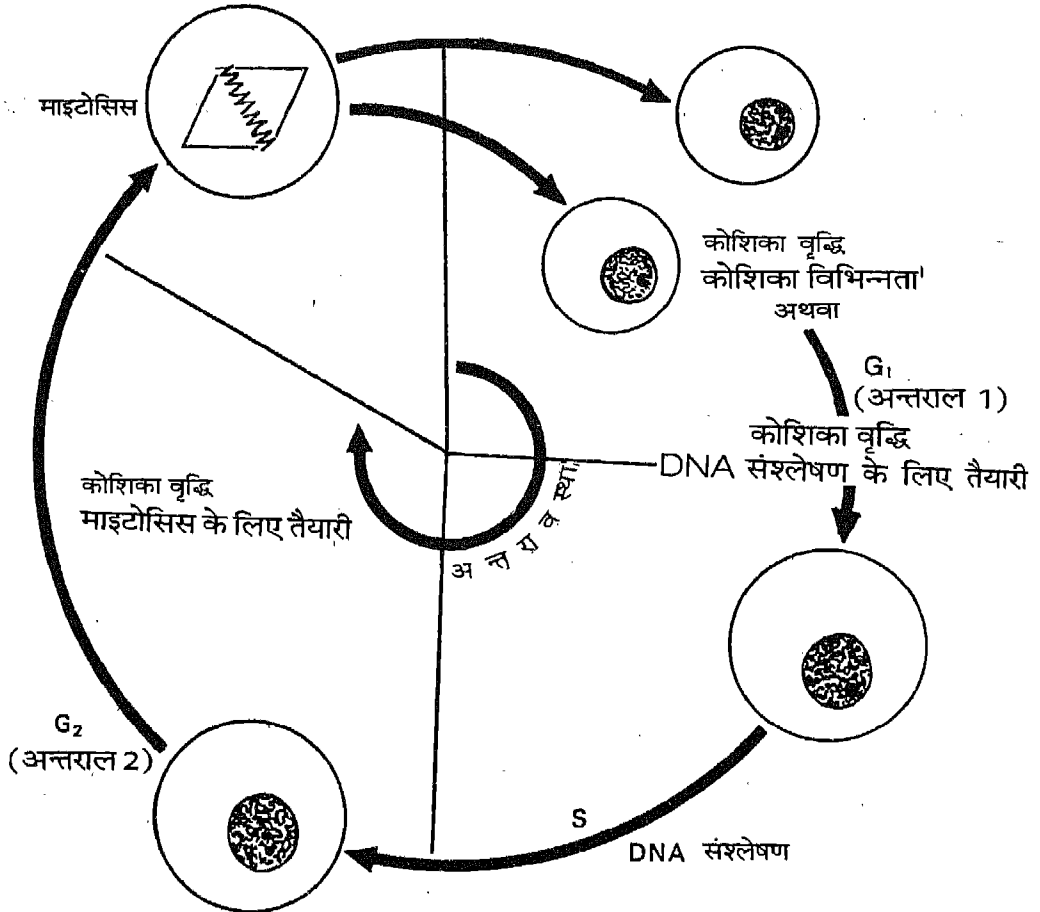 माइटोसिस
कोशिका वृद्धि
कोशिका विभिन्नता
अथवा
G₁
(अन्तराल 1)
कोशिका वृद्धि
DNA संश्लेषण के लिए तैयारी
कोशिका वृद्धि
माइटोसिस के लिए तैयारी
अन्तरावस्था
G₂
(अन्तराल 2)
S
DNA संश्लेषण